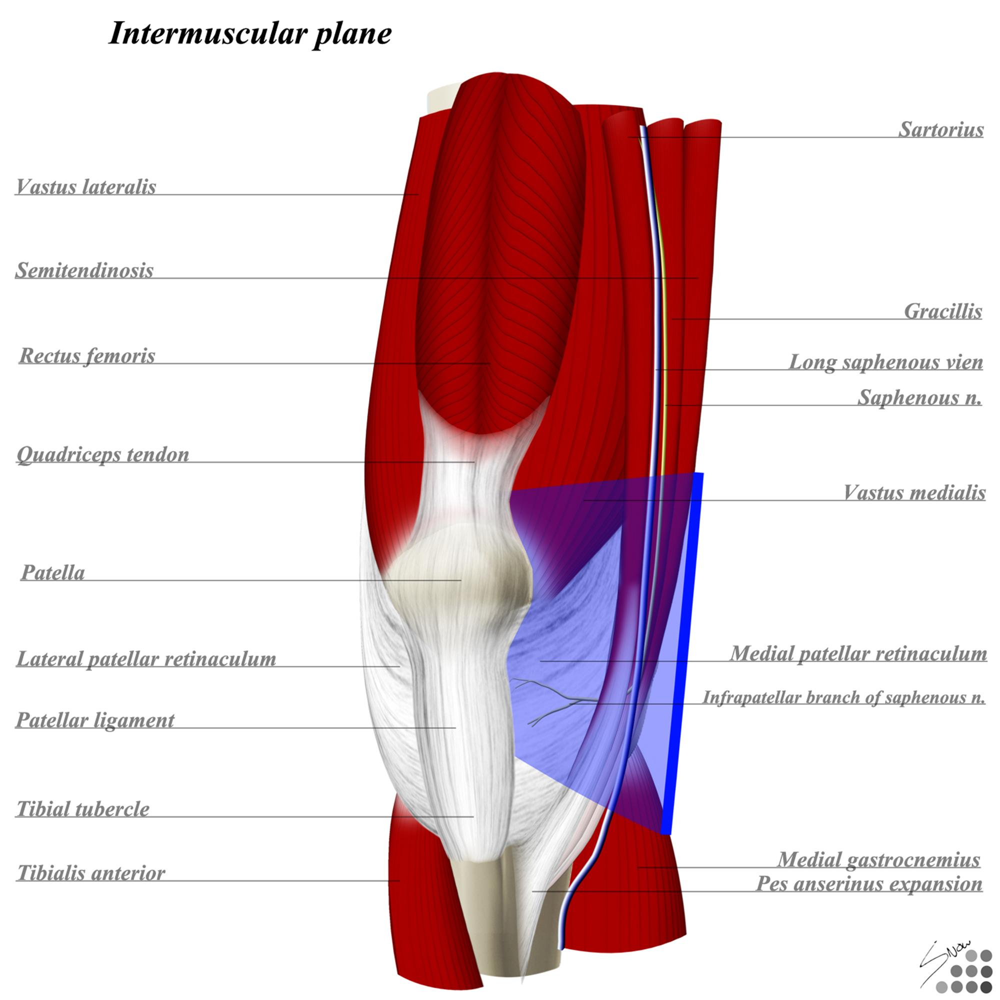 Intermuscular plane
Sartorius
Vastus lateralis
Semitendinosis
Gracillis
Rectus femoris
Long saphenous vien
Saphenous n.
Quadriceps tendon
Vastus medialis
Patella
Lateral patellar retinaculum
Medial patellar retinaculum
Infrapatellar branch of saphenous n.
Patellar ligament
Tibial tubercle
Tibialis anterior
Medial gastrocnemius
Pes anserinus expansion
Snow